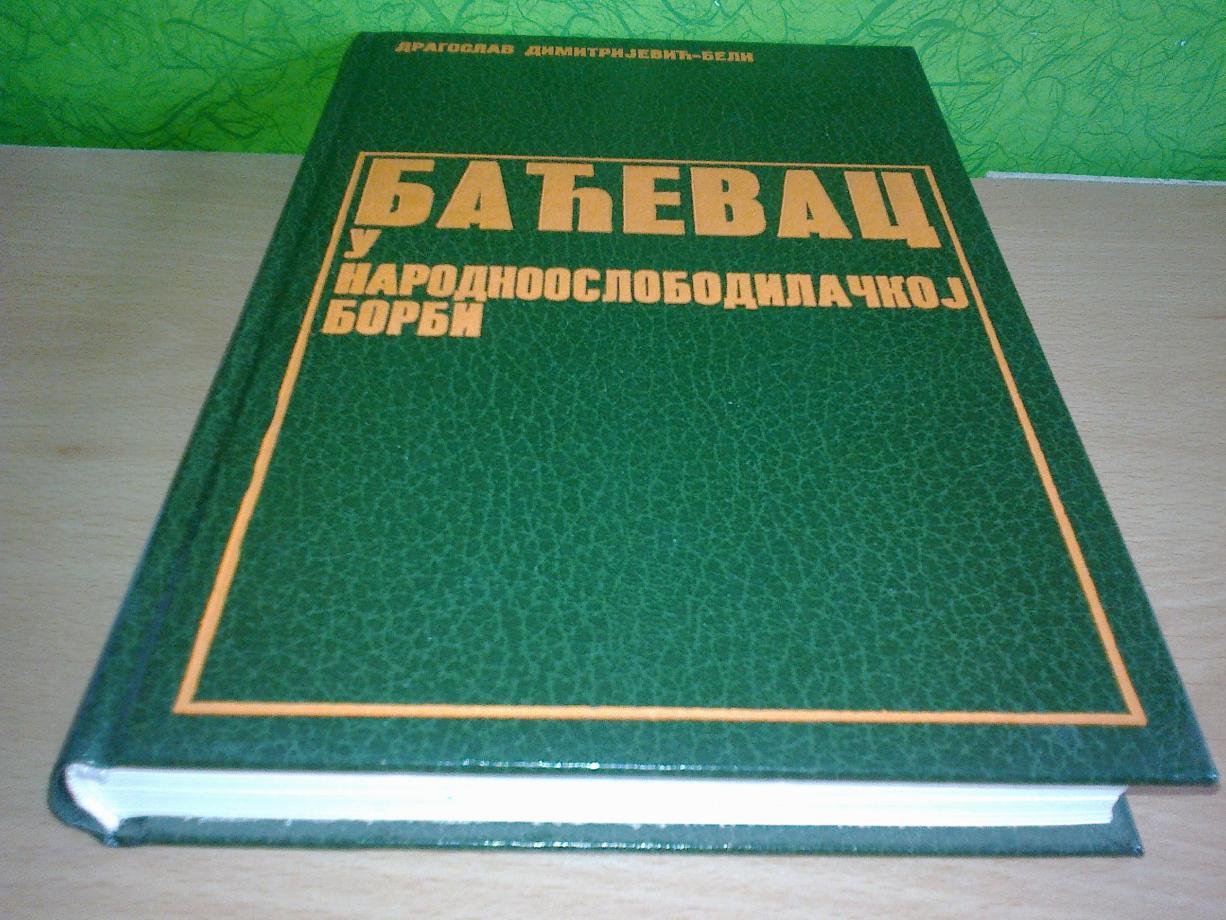 ДРАГОСЛАВ ДИМИТРИЈЕВИЋ-БЕЛИ
БАЋЕВАЦ
У
НАРОДНООСЛОБОДИЛАЧКОЈ
БОРБИ